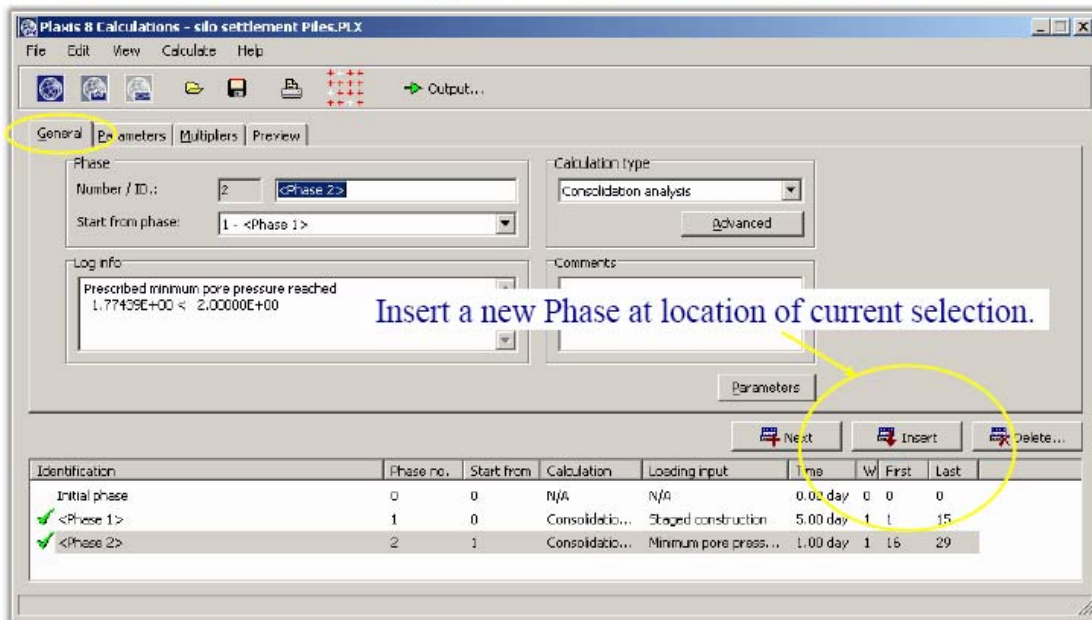 Plaxis 8 Calculations - silo settlement Piles.PLX
File Edit View Calculate Help
Output...
General Parameters Multipliers Preview
Phase
Number / ID.: 2 <Phase 2>
Start from phase: 1 - <Phase 1>
Calculation type
Consolidation analysis
Advanced
Log info
Prescribed minimum pore pressure reached
1.77439E+00 < 2.00000E+00
Comments
Insert a new Phase at location of current selection.
Parameters
Next Insert Delete...
Identification Phase no. Start from Calculation Loading input Time W First Last
Initial phase 0 0 N/A N/A 0.00 day 0 0 0
<Phase 1> 1 0 Consolidatio... Staged construction 5.00 day 1 1 15
<Phase 2> 2 1 Consolidatio... Minimum pore press... 1.00 day 1 16 29